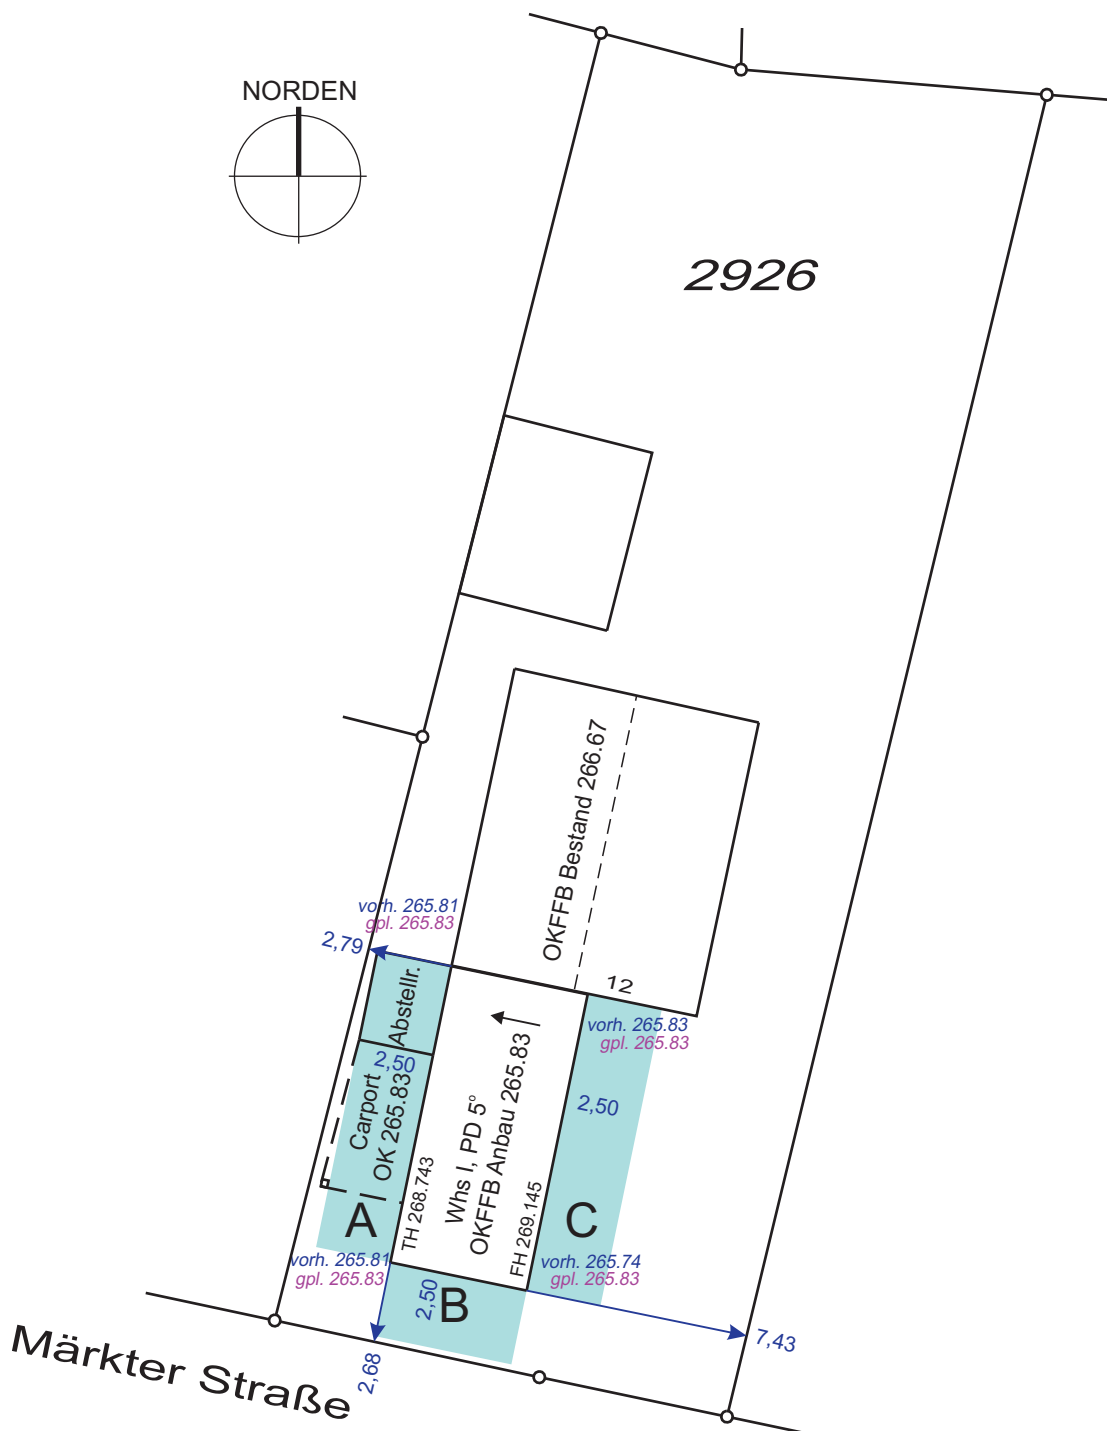 NORDEN
2926
OKFFB Bestand 266.67
vorh. 265.81
gpl. 265.83
2,79
Abstellr.
12
vorh. 265.83
gpl. 265.83
2,50
Carport
OK 265.83
Whs I, PD 5°
OKFFB Anbau 265.83
2,50
TH 268.743
FH 269.145
A
C
vorh. 265.81
gpl. 265.83
vorh. 265.74
gpl. 265.83
2,50
B
7,43
2,68
Märkter Straße